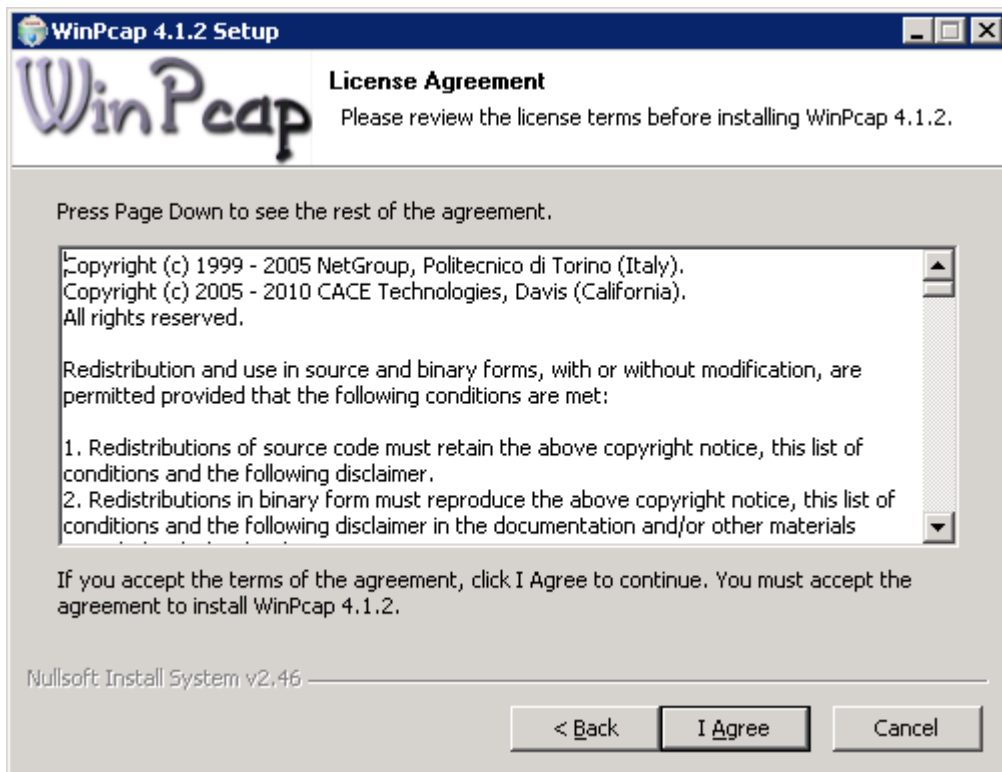 WinPcap 4.1.2 Setup
WinPcap
License Agreement
Please review the license terms before installing WinPcap 4.1.2.
Press Page Down to see the rest of the agreement.
Copyright (c) 1999 - 2005 NetGroup, Politecnico di Torino (Italy).
Copyright (c) 2005 - 2010 CACE Technologies, Davis (California).
All rights reserved.
Redistribution and use in source and binary forms, with or without modification, are
permitted provided that the following conditions are met:
1. Redistributions of source code must retain the above copyright notice, this list of
conditions and the following disclaimer.
2. Redistributions in binary form must reproduce the above copyright notice, this list of
conditions and the following disclaimer in the documentation and/or other materials
If you accept the terms of the agreement, click I Agree to continue. You must accept the
agreement to install WinPcap 4.1.2.
Nullsoft Install System v2.46
< Back
I Agree
Cancel